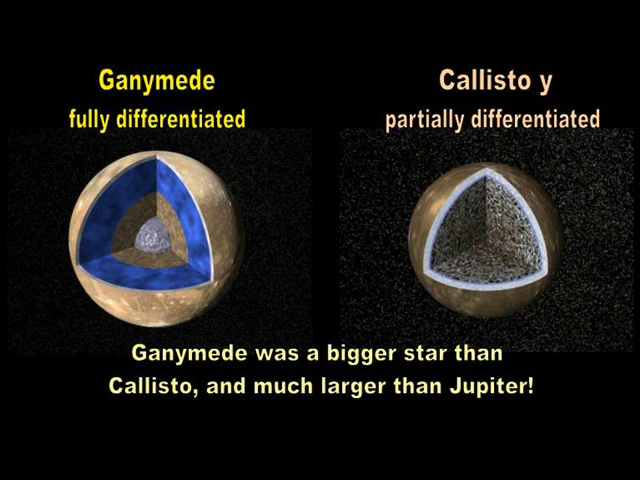 Ganymede
fully differentiated
Callisto y
partially differentiated
Ganymede was a bigger star than
Callisto, and much larger than Jupiter!